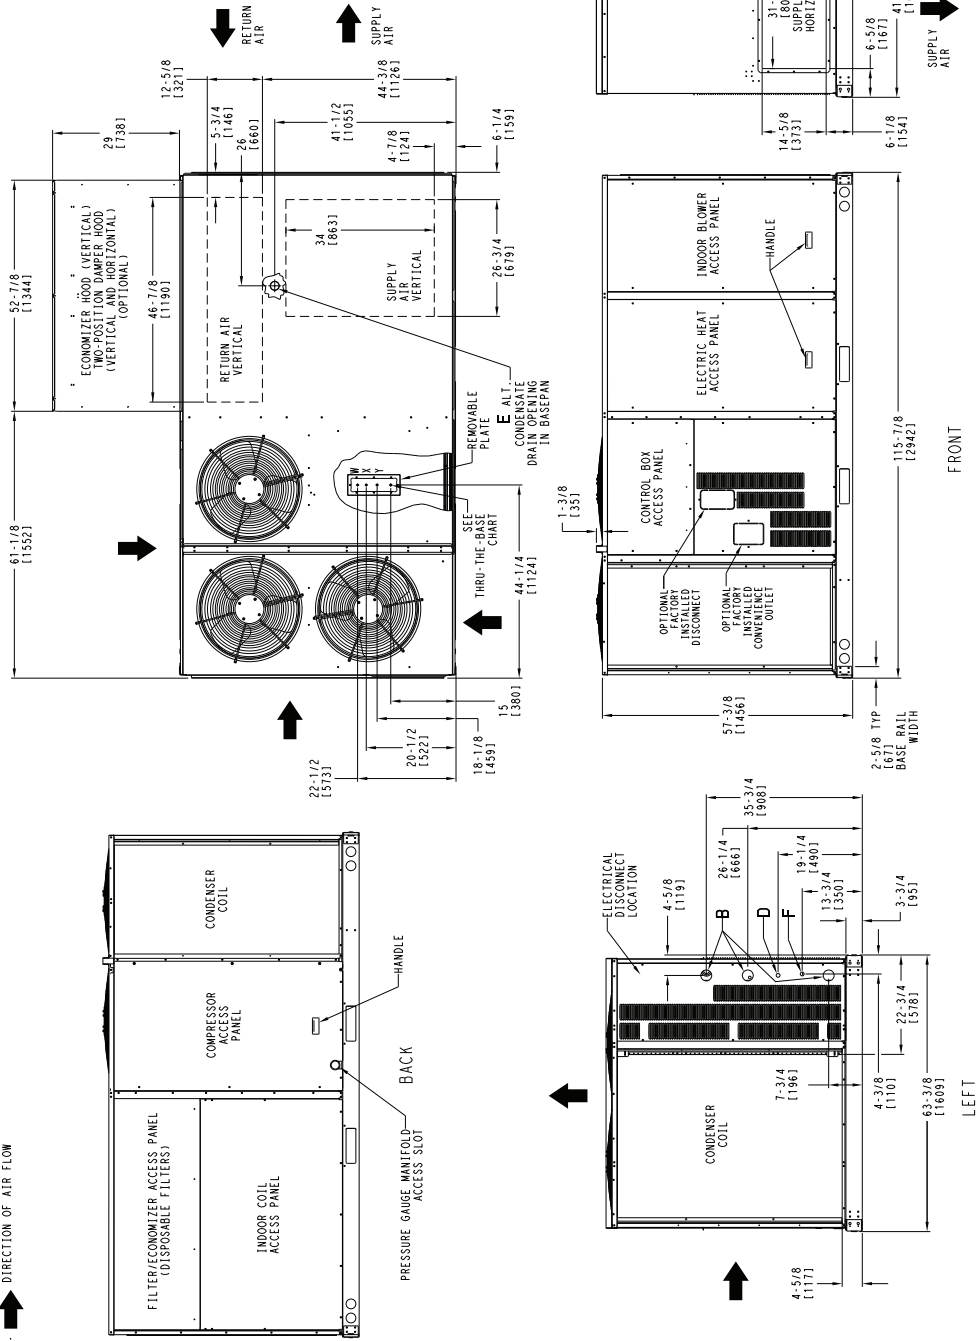 DIRECTION OF AIR FLOW
FILTER/ECONOMIZER ACCESS PANEL
(DISPOSABLE FILTERS)
INDOOR COIL
ACCESS PANEL
COMPRESSOR
ACCESS
PANEL
CONDENSER
COIL
HANDLE
PRESSURE GAUGE MANIFOLD
ACCESS SLOT
BACK
61-1/8
[1552]
52-7/8
[1344]
29
[738]
ECONOMIZER HOOD (VERTICAL)
TWO-POSITION DAMPER HOOD
(VERTICAL AND HORIZONTAL)
(OPTIONAL)
46-7/8
[1190]
12-5/8
[321]
5-3/4
[146]
26
[660]
RETURN
AIR
SUPPLY
AIR
44-3/8
[1126]
41-1/2
[1055]
4-7/8
[124]
6-1/4
[159]
RETURN AIR
VERTICAL
34
[863]
SUPPLY
AIR
VERTICAL
26-3/4
[679]
E ALT.
CONDENSATE
DRAIN OPENING
IN BASEPAN
REMOVABLE
PLATE
W
X
Y
SEE
THRU-THE-BASE
CHART
44-1/4
[1124]
22-1/2
[573]
20-1/2
[522]
18-1/8
[459]
15
[380]
ELECTRICAL
DISCONNECT
LOCATION
4-5/8
[119]
B
D
F
35-3/4
[908]
26-1/4
[666]
19-1/4
[490]
13-3/4
[350]
3-3/4
[95]
CONDENSER
COIL
7-3/4
[196]
22-3/4
[578]
4-3/8
[110]
4-5/8
[117]
63-3/8
[1609]
LEFT
1-3/8
[35]
CONTROL BOX
ACCESS PANEL
ELECTRIC HEAT
ACCESS PANEL
INDOOR BLOWER
ACCESS PANEL
HANDLE
OPTIONAL
FACTORY
INSTALLED
DISCONNECT
OPTIONAL
FACTORY
INSTALLED
CONVENIENCE
OUTLET
57-3/8
[1456]
2-5/8 TYP
[67]
BASE RAIL
WIDTH
115-7/8
[2942]
FRONT
14-5/8
[373]
6-1/8
[154]
6-5/8
[167]
SUPPLY
AIR
31-
[80
SUPPL
HORIZ
41
[1